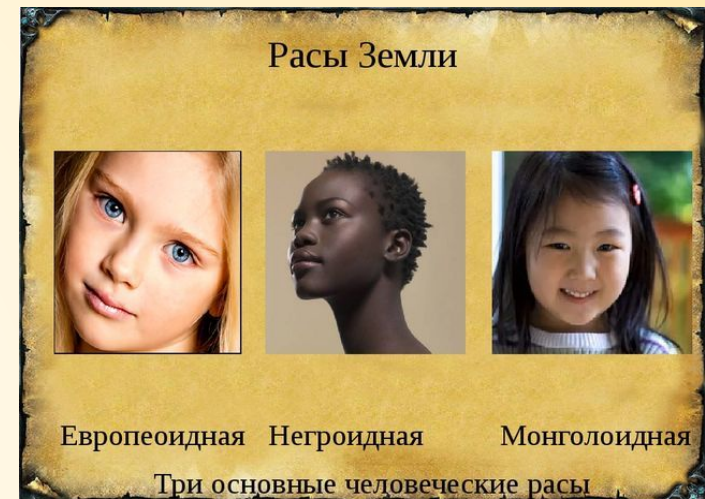 Расы Земли
Европеоидная Негроидная Монголоидная
Три основные человеческие расы